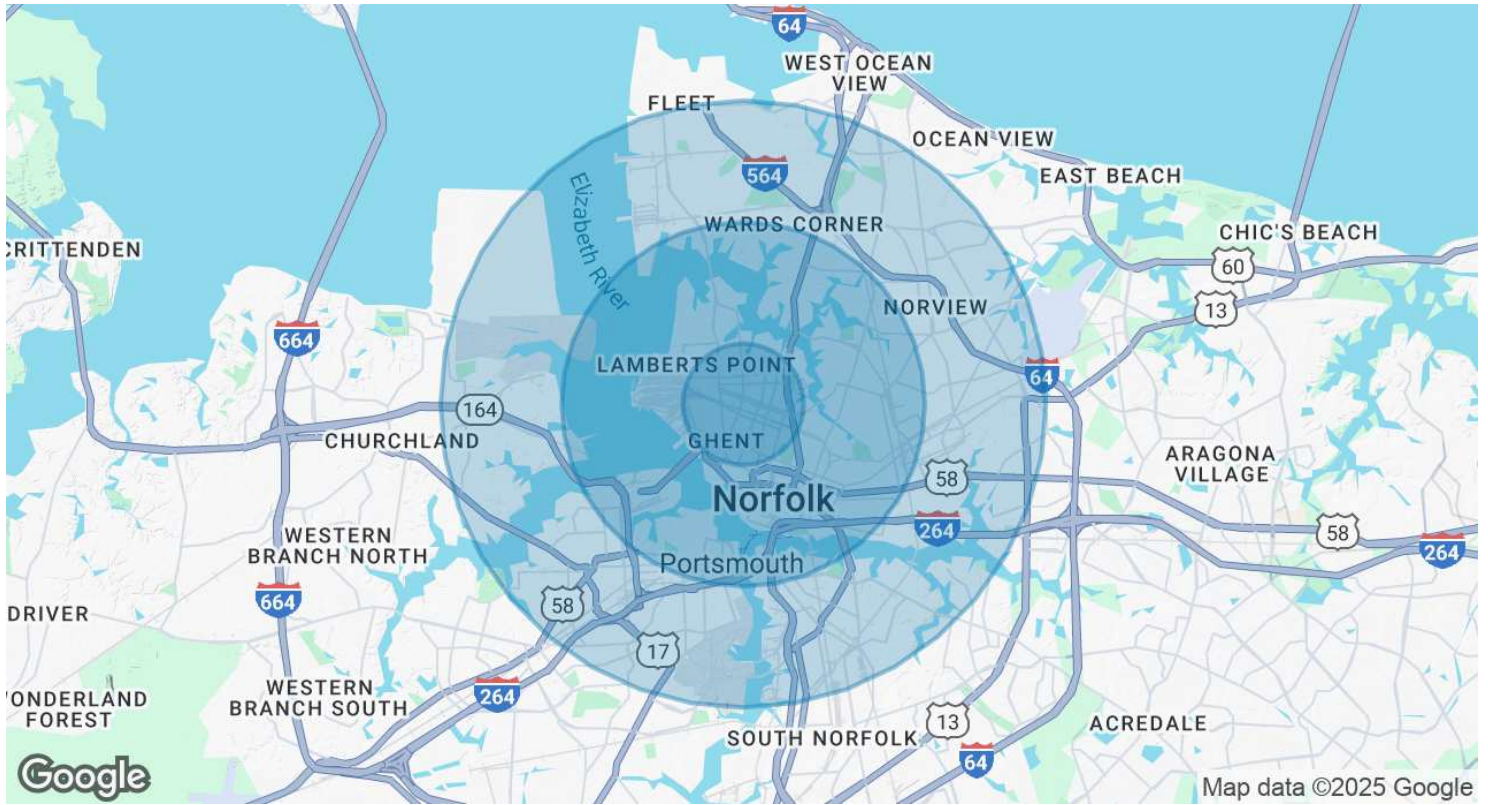 64
WEST OCEAN
VIEW
FLEET
OCEAN VIEW
564
EAST BEACH
Elizabeth River
WARDS CORNER
CHIC'S BEACH
CRITTENDEN
60
13
NORVIEW
664
LAMBERTS POINT
64
164
CHURCHLAND
GHENT
ARAGONA
VILLAGE
58
Norfolk
264
58
264
WESTERN
BRANCH NORTH
Portsmouth
664
58
DRIVER
17
WESTERN
BRANCH SOUTH
264
ONDERLAND
FOREST
13
ACREDALE
SOUTH NORFOLK
64
Google
Map data ©2025 Google